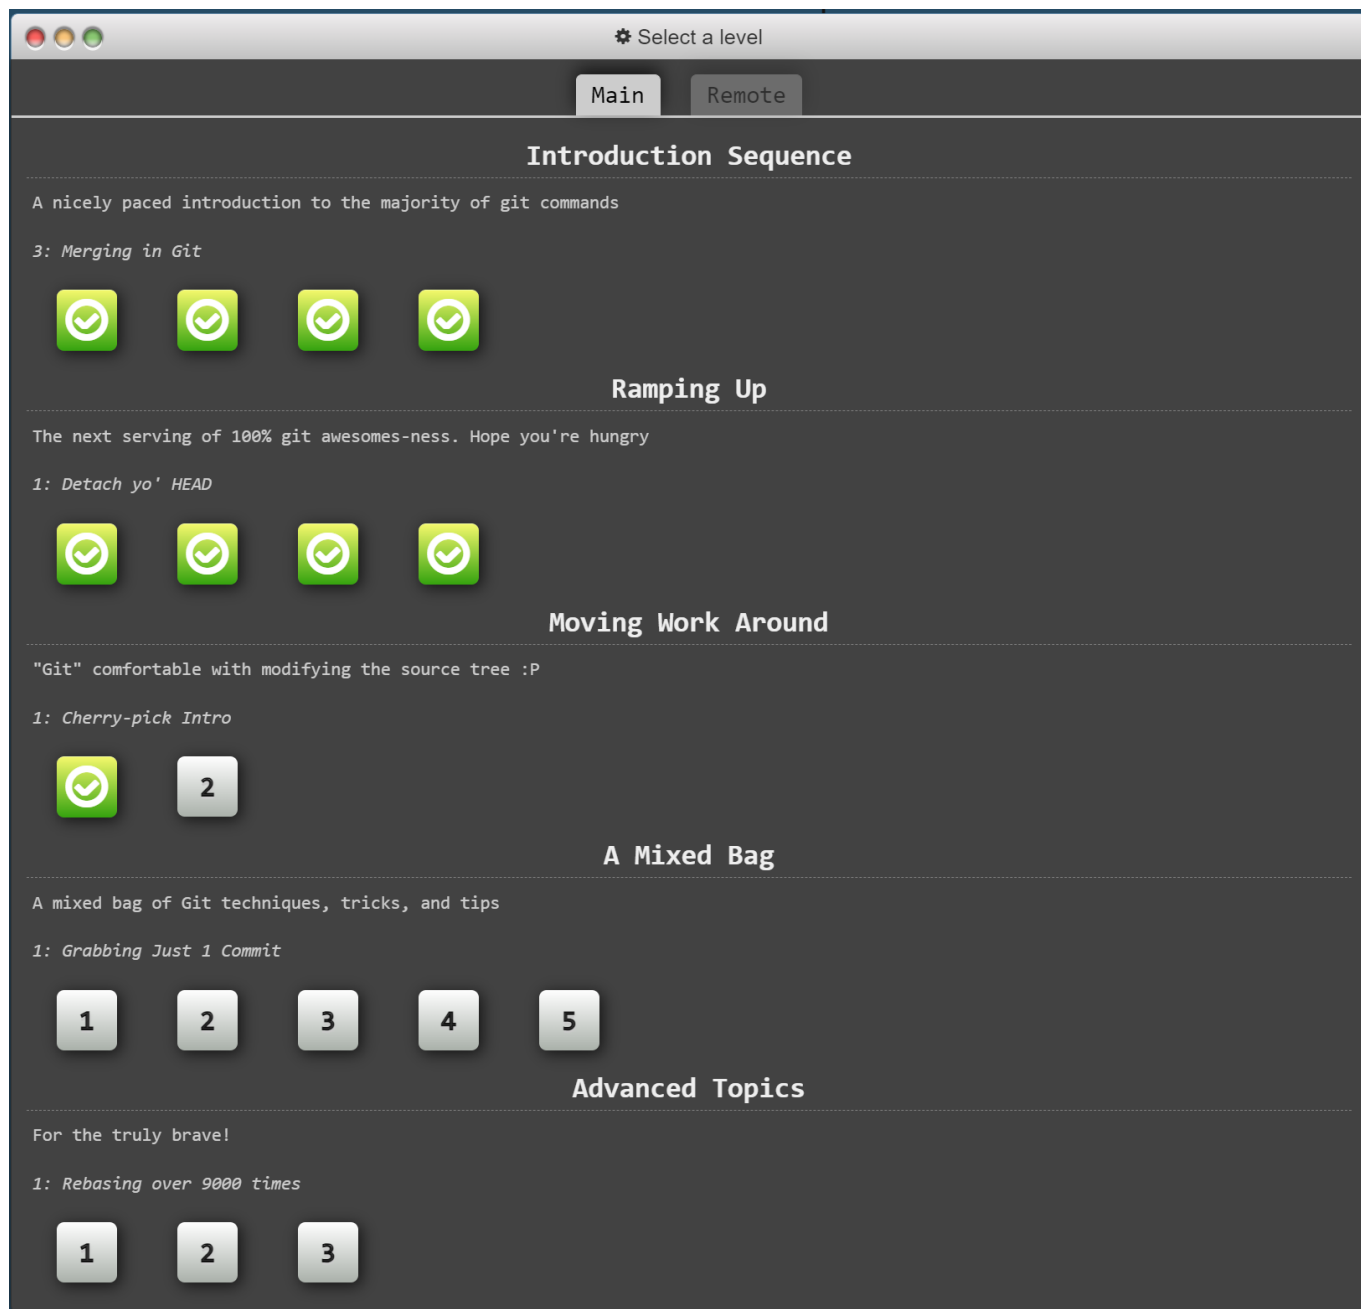 Select a level
Main Remote
Introduction Sequence
A nicely paced introduction to the majority of git commands
3: Merging in Git
Ramping Up
The next serving of 100% git awesomes-ness. Hope you're hungry
1: Detach yo' HEAD
Moving Work Around
"Git" comfortable with modifying the source tree :P
1: Cherry-pick Intro
2
A Mixed Bag
A mixed bag of Git techniques, tricks, and tips
1: Grabbing Just 1 Commit
1 2 3 4 5
Advanced Topics
For the truly brave!
1: Rebasing over 9000 times
1 2 3